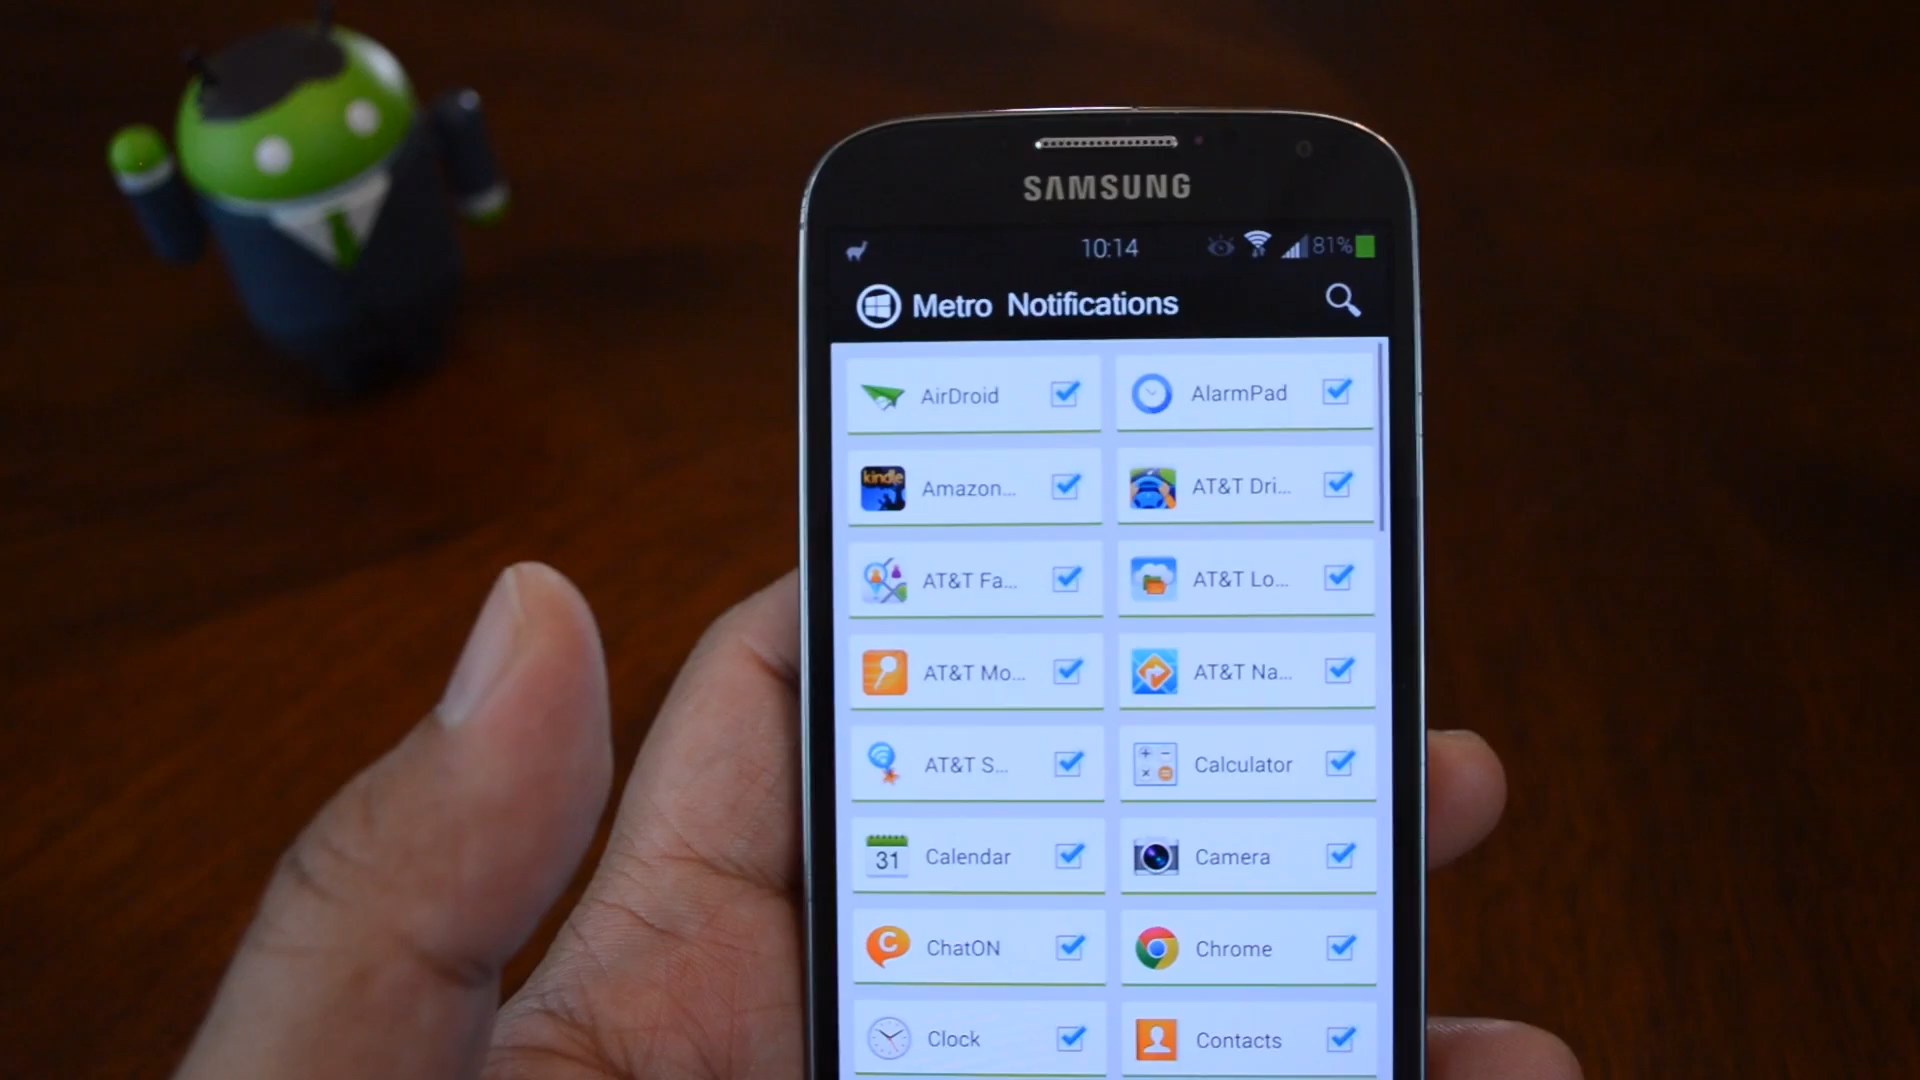 SAMSUNG
10:14 81%
Metro Notifications
AirDroid AlarmPad
kindle Amazon... AT&T Dri...
AT&T Fa... AT&T Lo...
AT&T Mo... AT&T Na...
AT&T S... Calculator
31 Calendar Camera
C ChatON Chrome
Clock Contacts